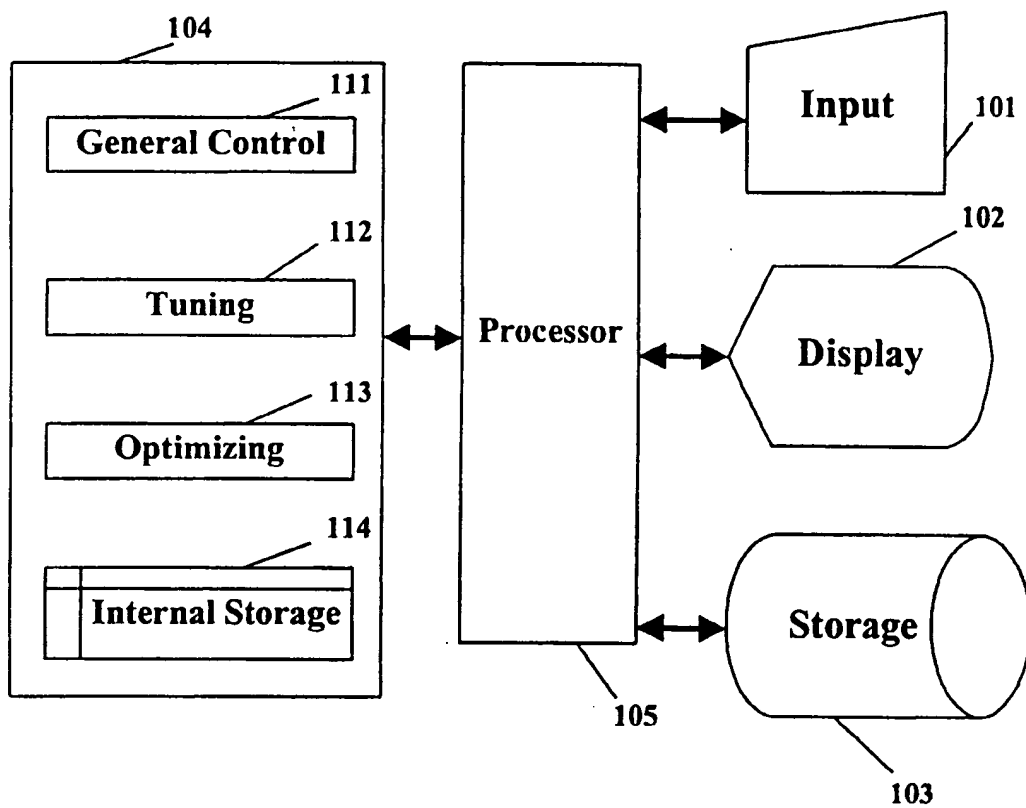 104
111
General Control
112
Tuning
113
Optimizing
114
Internal Storage
Processor
105
Input
101
102
Display
Storage
103